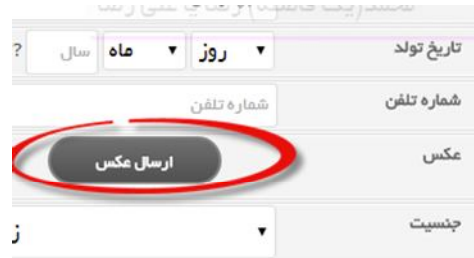 تاریخ تولد روز ماه سال ?
شماره تلفن شماره تلفن
عکس ارسال عکس
جنسیت